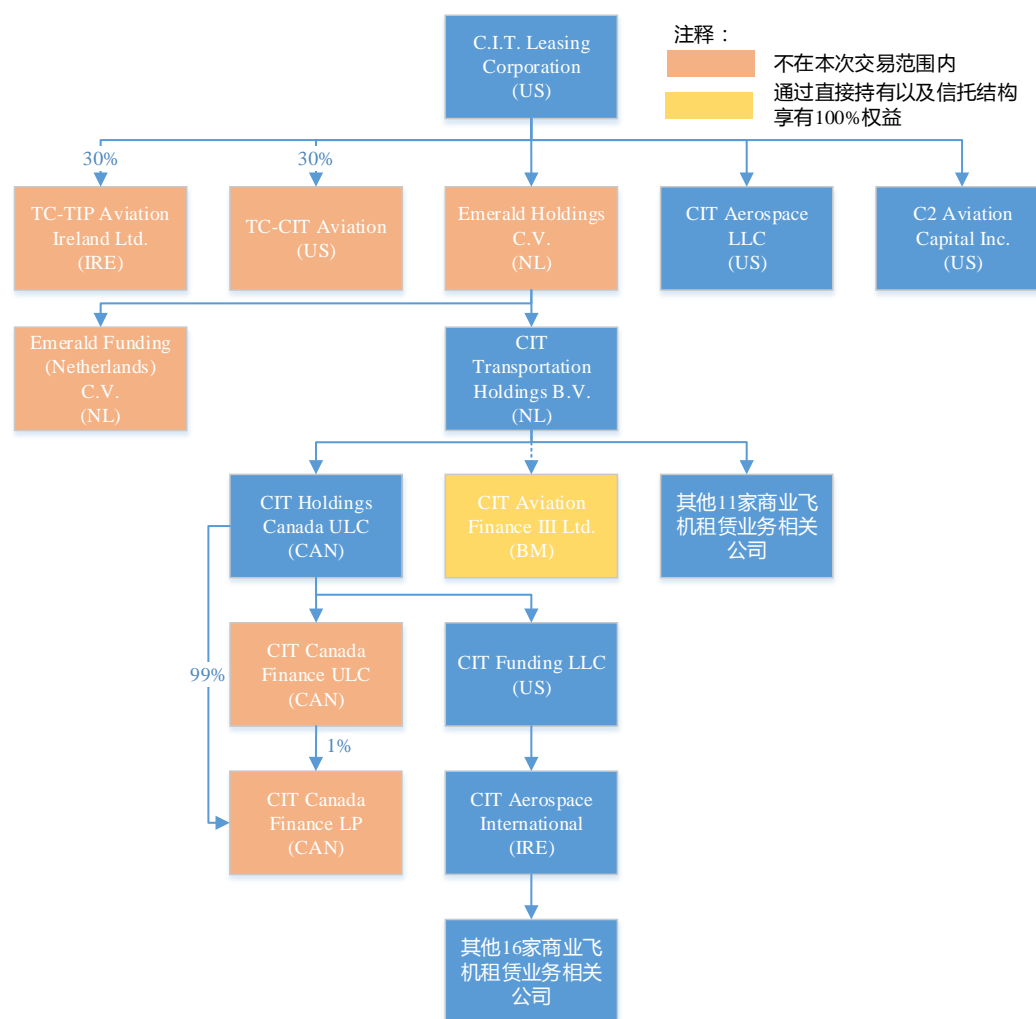 C.I.T. Leasing
Corporation
(US)
注释：
不在本次交易范围内
通过直接持有以及信托结构
享有100%权益
30%
30%
TC-TIP Aviation
Ireland Ltd.
(IRE)
TC-CIT Aviation
(US)
Emerald Holdings
C.V.
(NL)
CIT Aerospace
LLC
(US)
C2 Aviation
Capital Inc.
(US)
Emerald Funding
(Netherlands)
C.V.
(NL)
CIT
Transportation
Holdings B.V.
(NL)
CIT Holdings
Canada ULC
(CAN)
CIT Aviation
Finance III Ltd.
(BM)
其他11家商业飞
机租赁业务相关
公司
99%
CIT Canada
Finance ULC
(CAN)
CIT Funding LLC
(US)
1%
CIT Canada
Finance LP
(CAN)
CIT Aerospace
International
(IRE)
其他16家商业飞
机租赁业务相关
公司